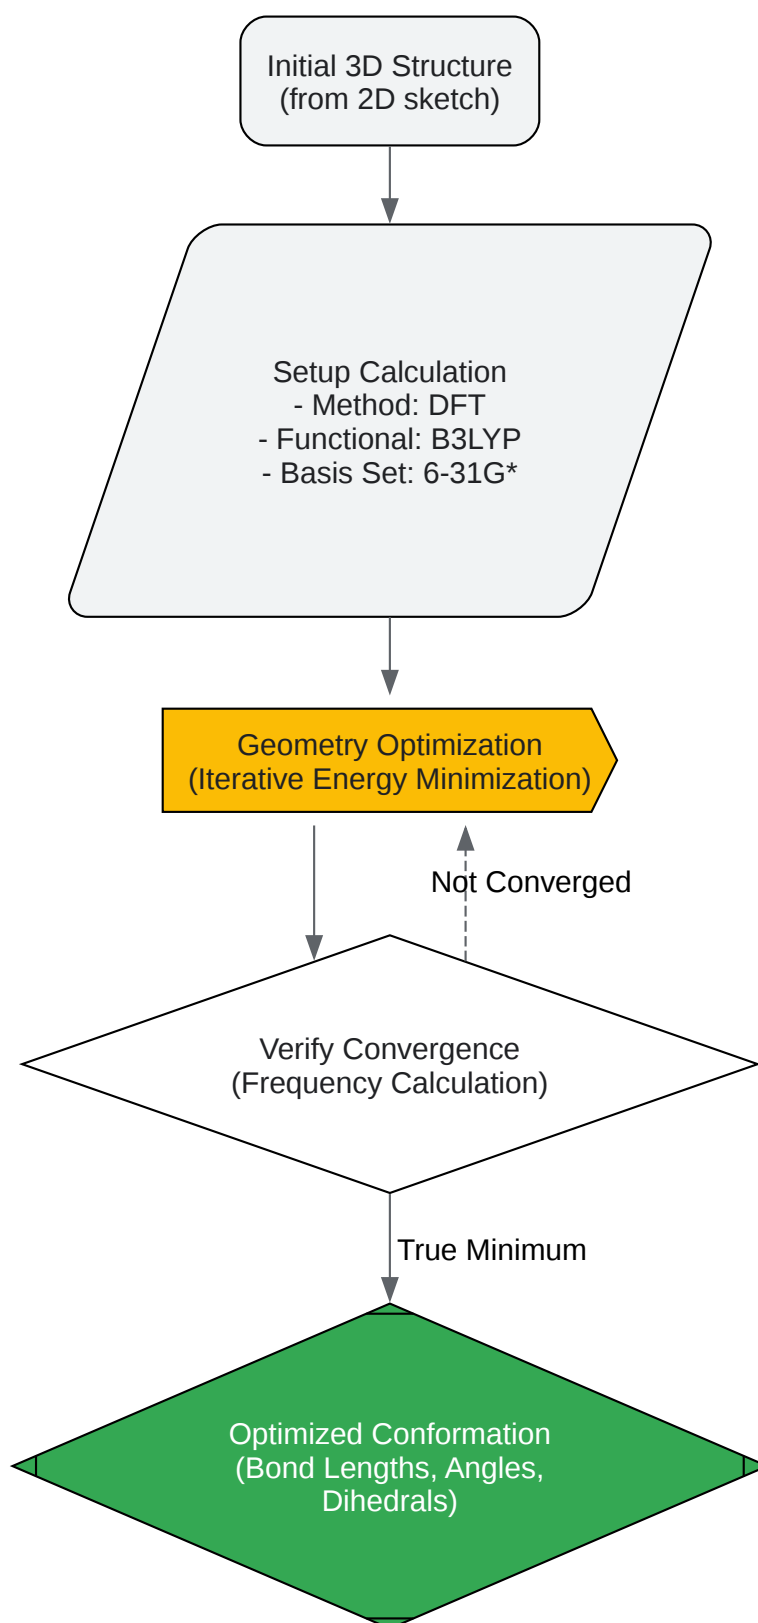 Initial 3D Structure
(from 2D sketch)
Setup Calculation
- Method: DFT
- Functional: B3LYP
- Basis Set: 6-31G*
Geometry Optimization
(Iterative Energy Minimization)
Not Converged
Verify Convergence
(Frequency Calculation)
True Minimum
Optimized Conformation
(Bond Lengths, Angles,
Dihedrals)